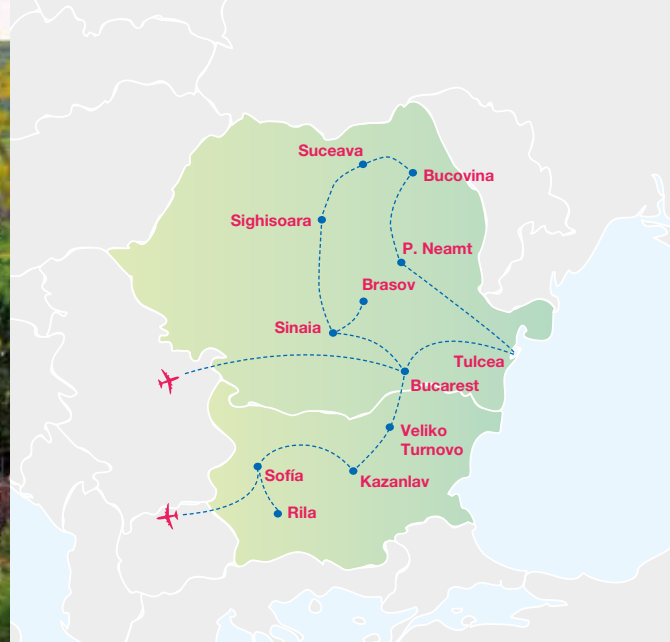 Suceava
Bucovina
Sighisoara
P. Neamt
Brasov
Sinaia
Tulcea
Bucarest
Veliko
Turnovo
Sofía
Kazanlav
Rila